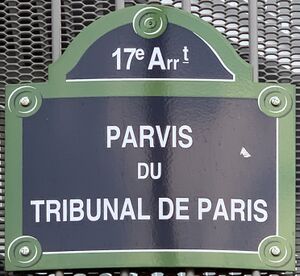 17e Arrt
PARVIS
DU
TRIBUNAL DE PARIS